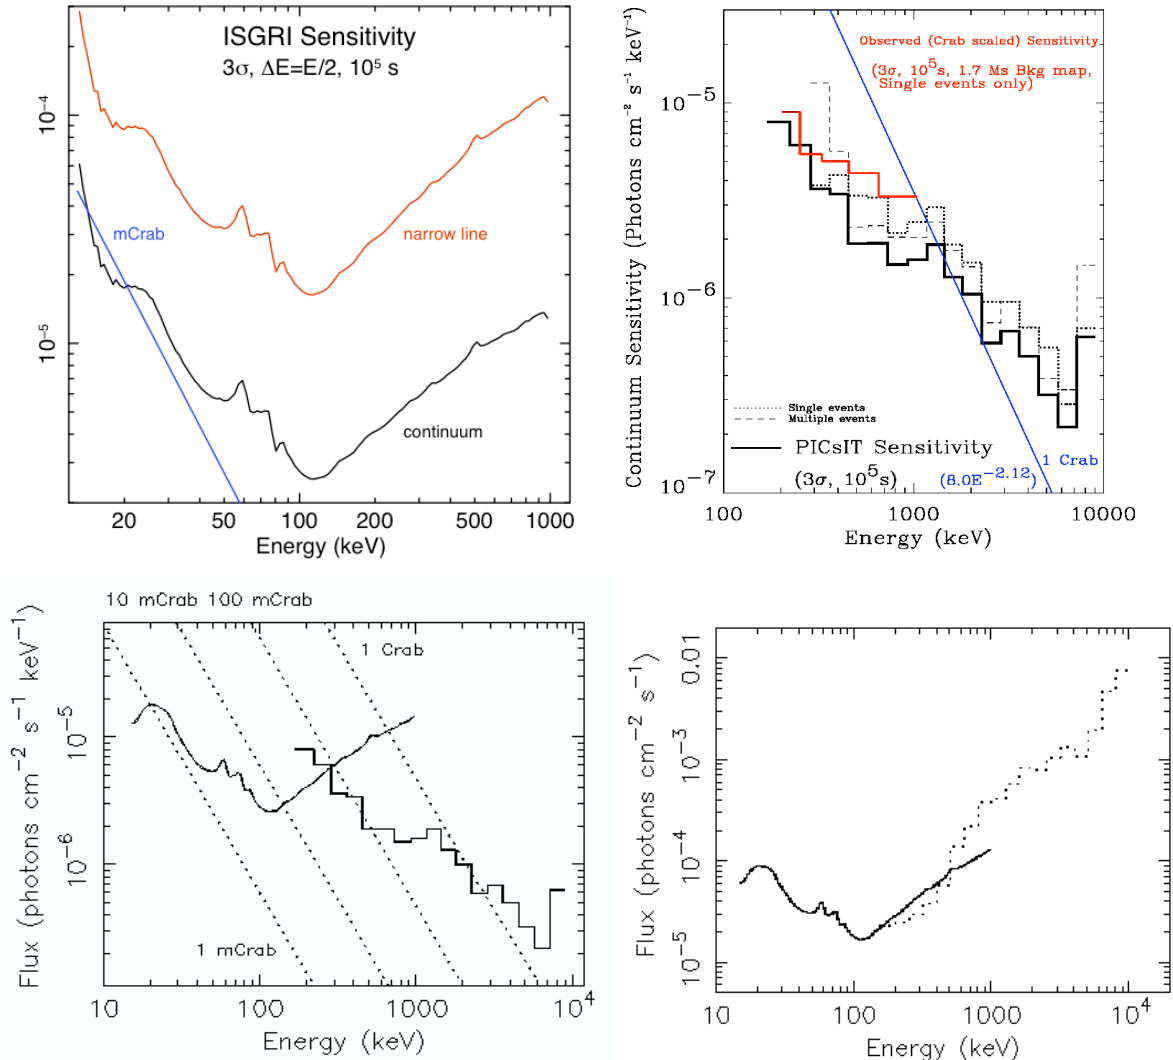 ISGRI Sensitivity
3σ, ΔE=E/2, 10⁵ s
10⁻⁴
10⁻⁵
mCrab
narrow line
continuum
20 50 100 200 500 1000
Energy (keV)
Continuum Sensitivity (Photons cm⁻² s⁻¹ keV⁻¹)
Observed (Crab scaled) Sensitivity
(3σ, 10⁵s, 1.7 Ms Bkg map,
Single events only)
10⁻⁵
10⁻⁶
10⁻⁷
Single events
Multiple events
PICsIT Sensitivity
(3σ, 10⁵s)
1 Crab
(8.0E⁻²·¹²)
100 1000 10000
Energy (keV)
10 mCrab 100 mCrab
1 Crab
1 mCrab
Flux (photons cm⁻² s⁻¹ keV⁻¹)
10⁻⁵
10⁻⁶
10 100 1000 10⁴
Energy (keV)
Flux (photons cm⁻² s⁻¹)
0.01
10⁻³
10⁻⁴
10⁻⁵
10 100 1000 10⁴
Energy (keV)